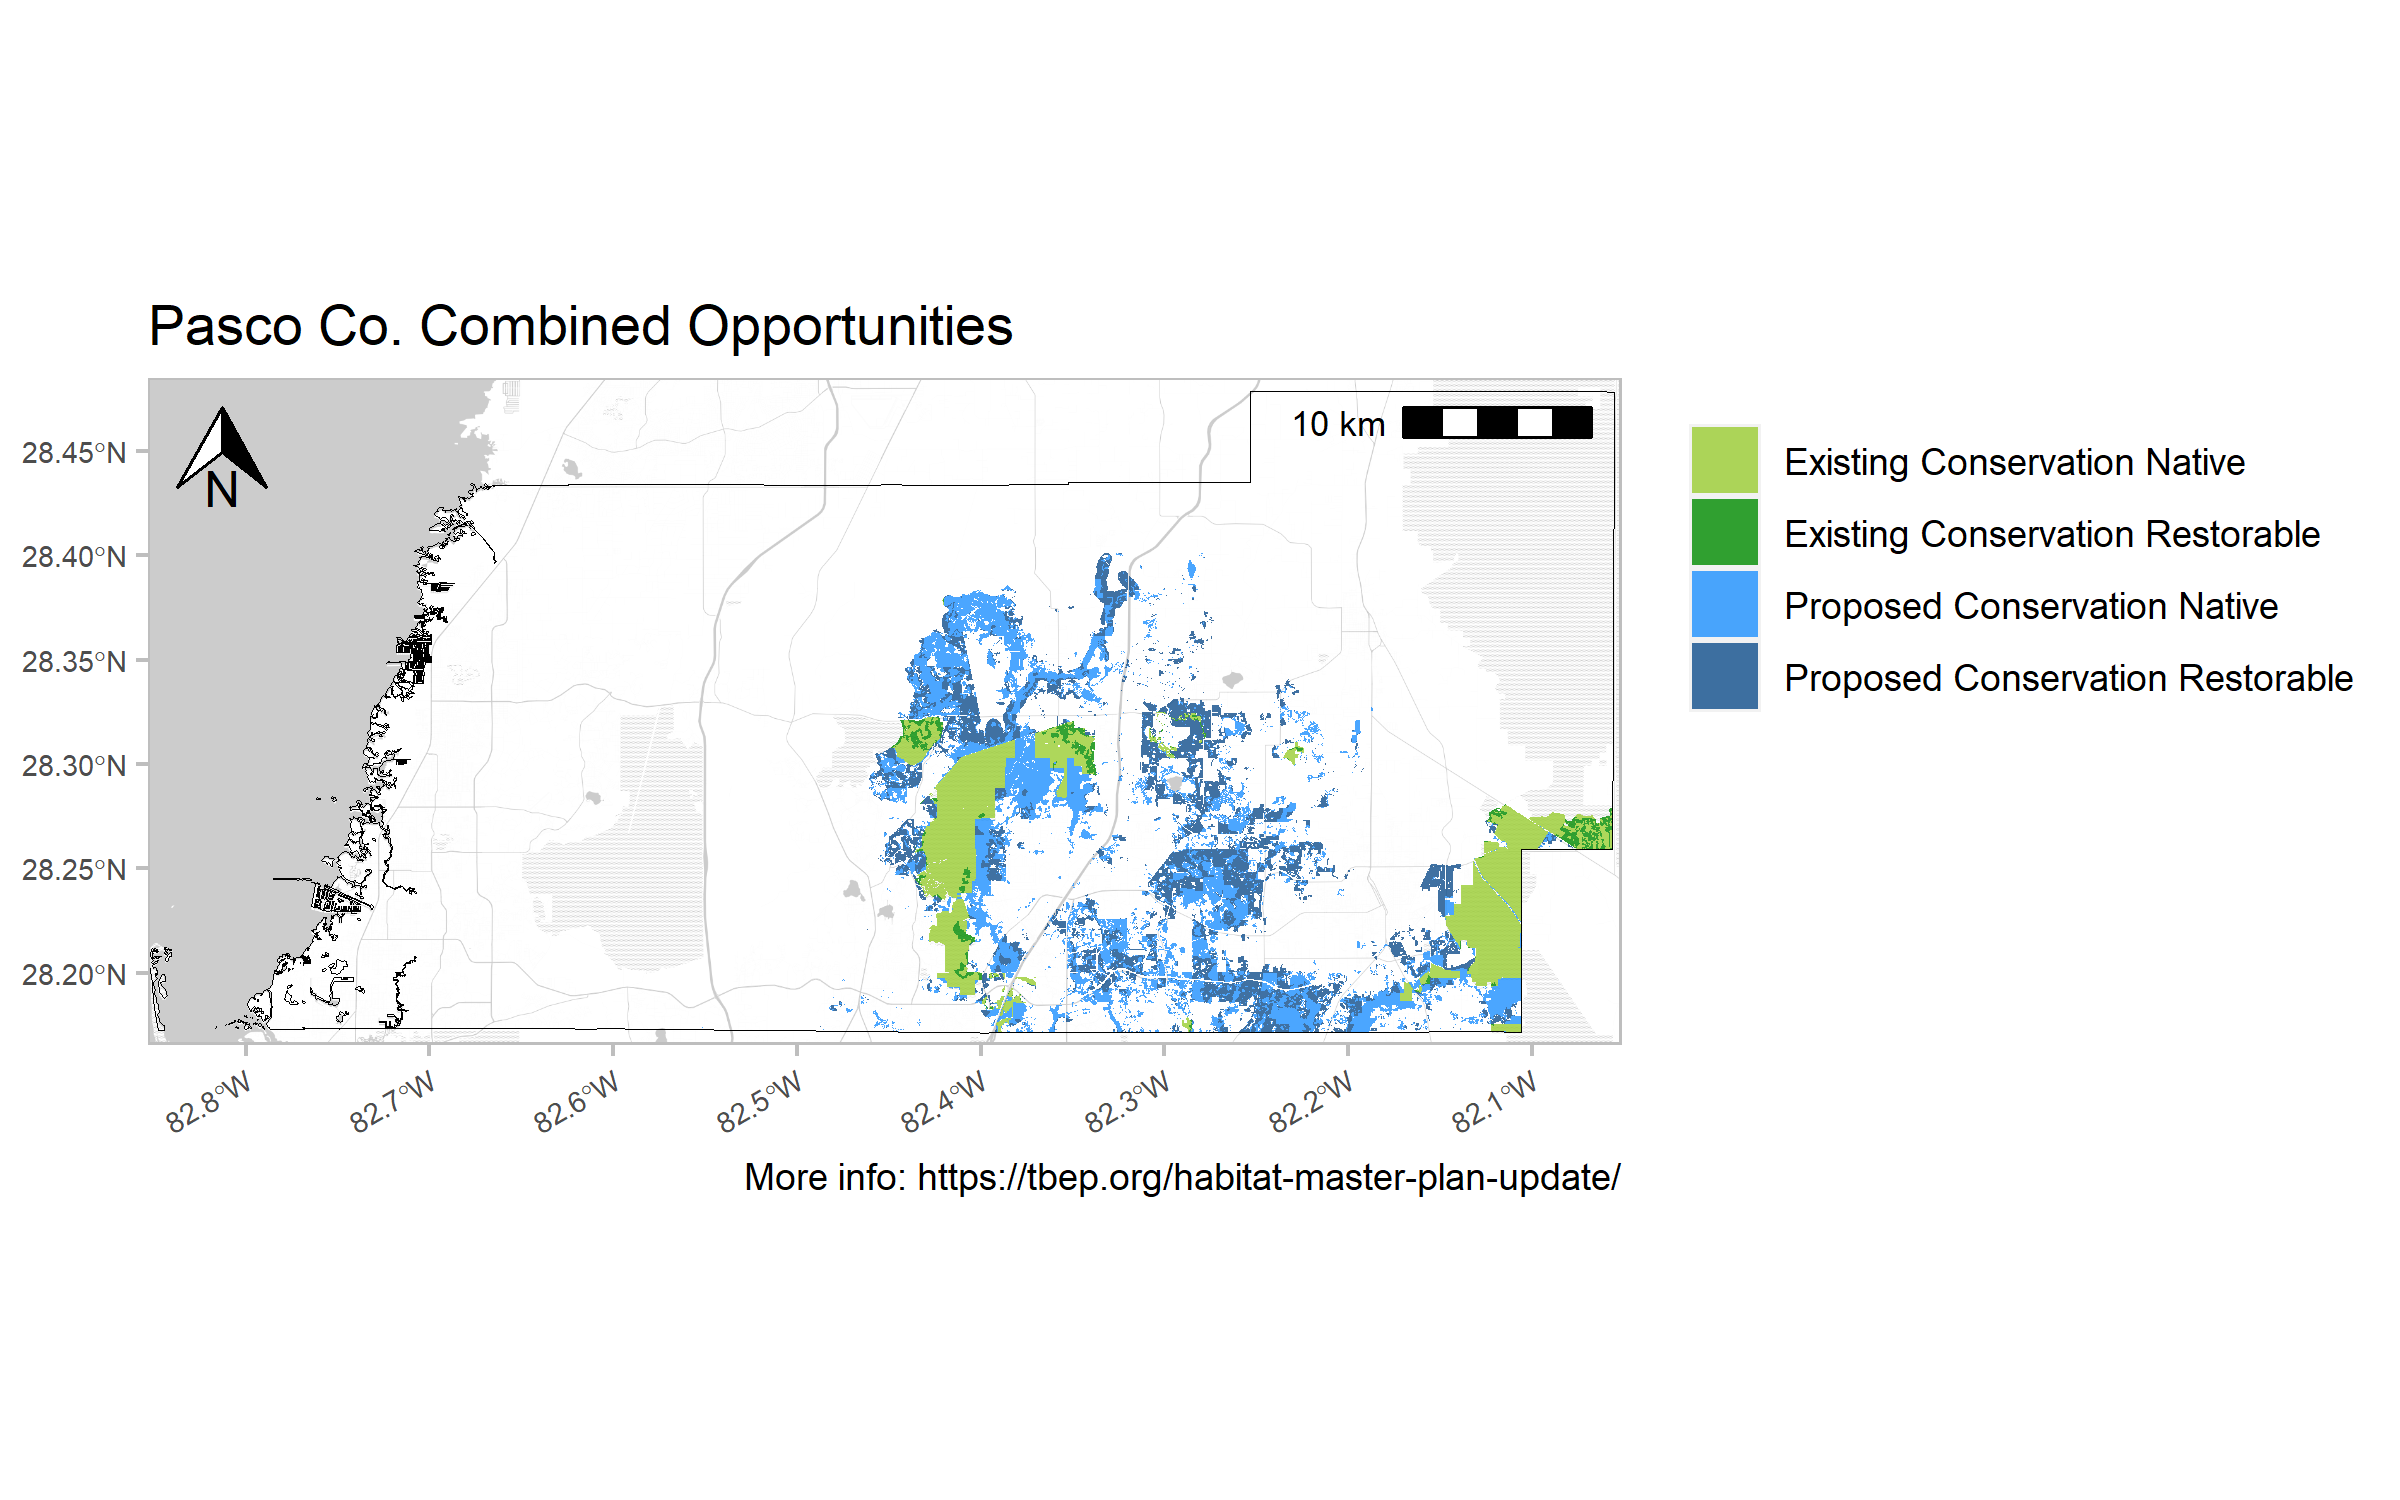 Pasco Co. Combined Opportunities
N
10 km
28.45°N
28.40°N
28.35°N
28.30°N
28.25°N
28.20°N
82.8°W
82.7°W
82.6°W
82.5°W
82.4°W
82.3°W
82.2°W
82.1°W
Existing Conservation Native
Existing Conservation Restorable
Proposed Conservation Native
Proposed Conservation Restorable
More info: https://tbep.org/habitat-master-plan-update/